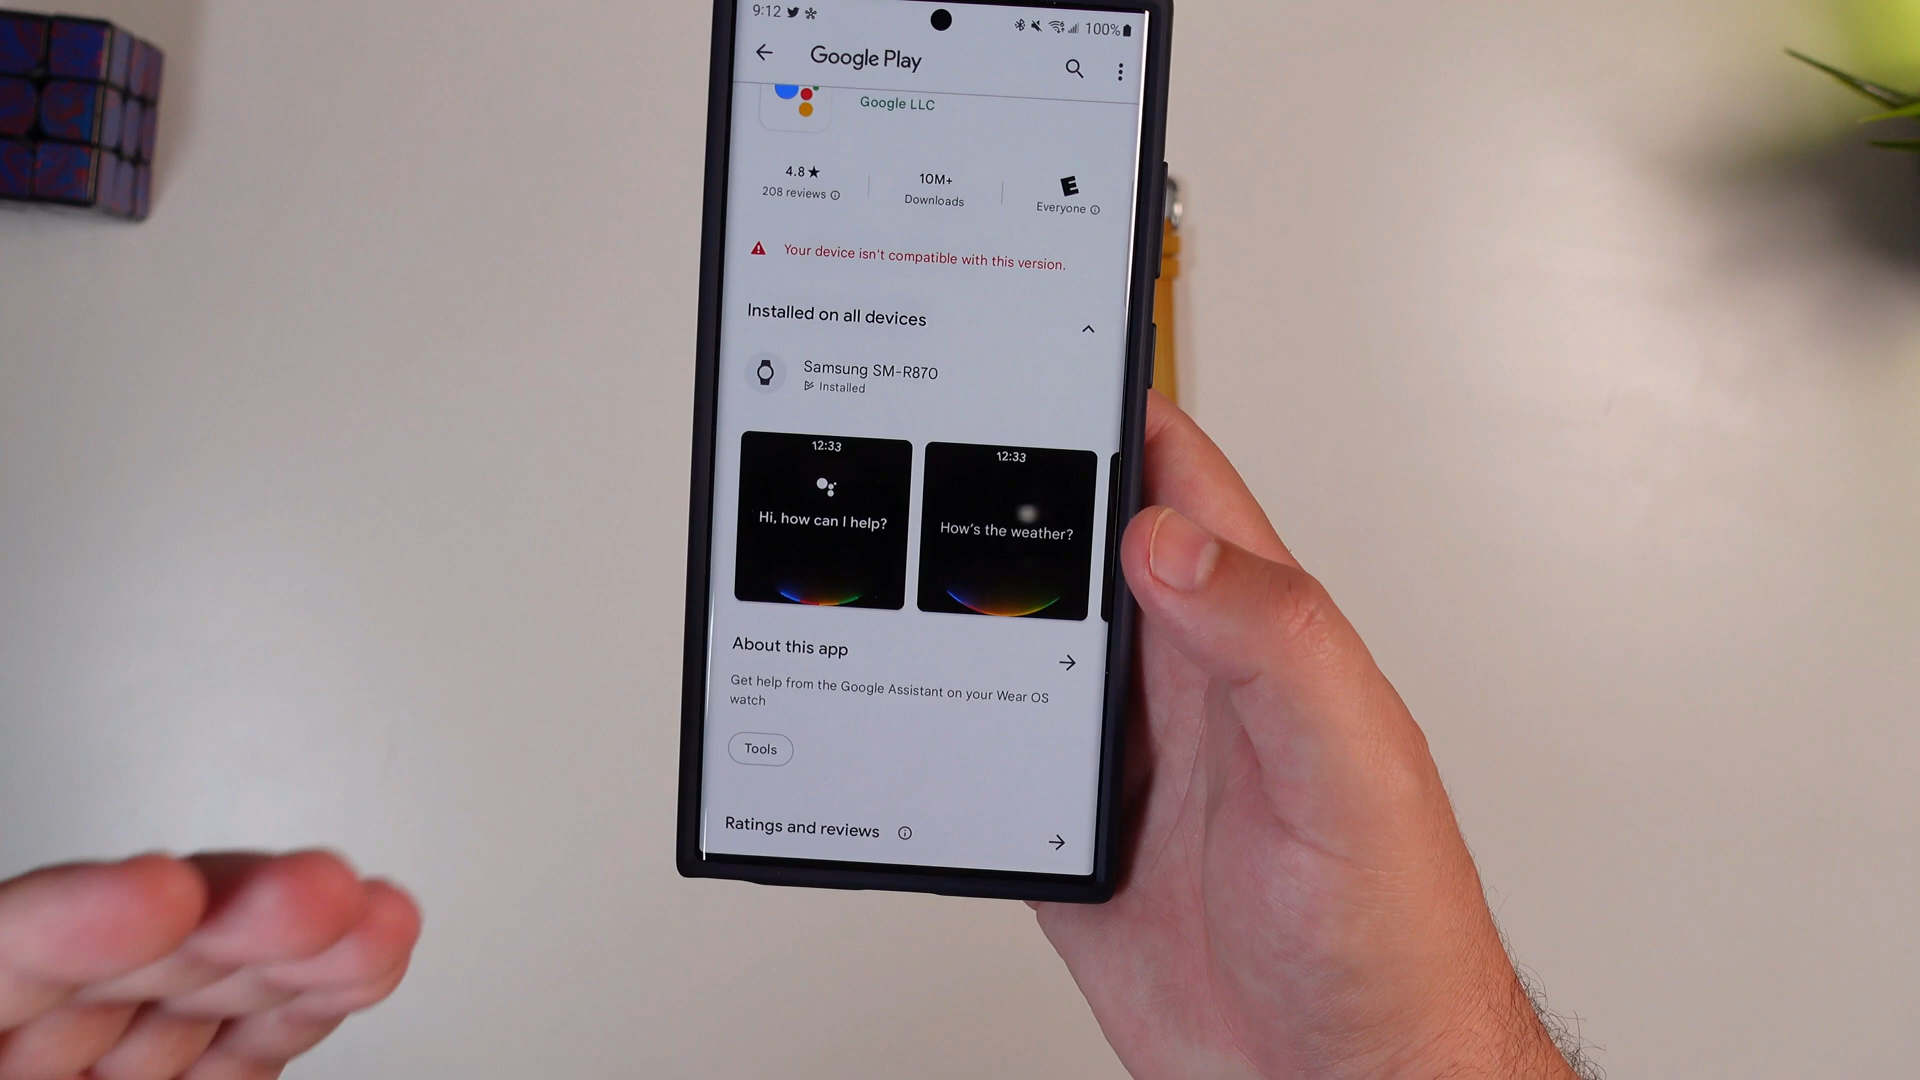 9:12
100%
Google Play
Google LLC
4.8★
208 reviews
10M+
Downloads
E
Everyone
Your device isn't compatible with this version.
Installed on all devices
Samsung SM-R870
Installed
12:33
Hi, how can I help?
12:33
How's the weather?
About this app
Get help from the Google Assistant on your Wear OS
watch
Tools
Ratings and reviews